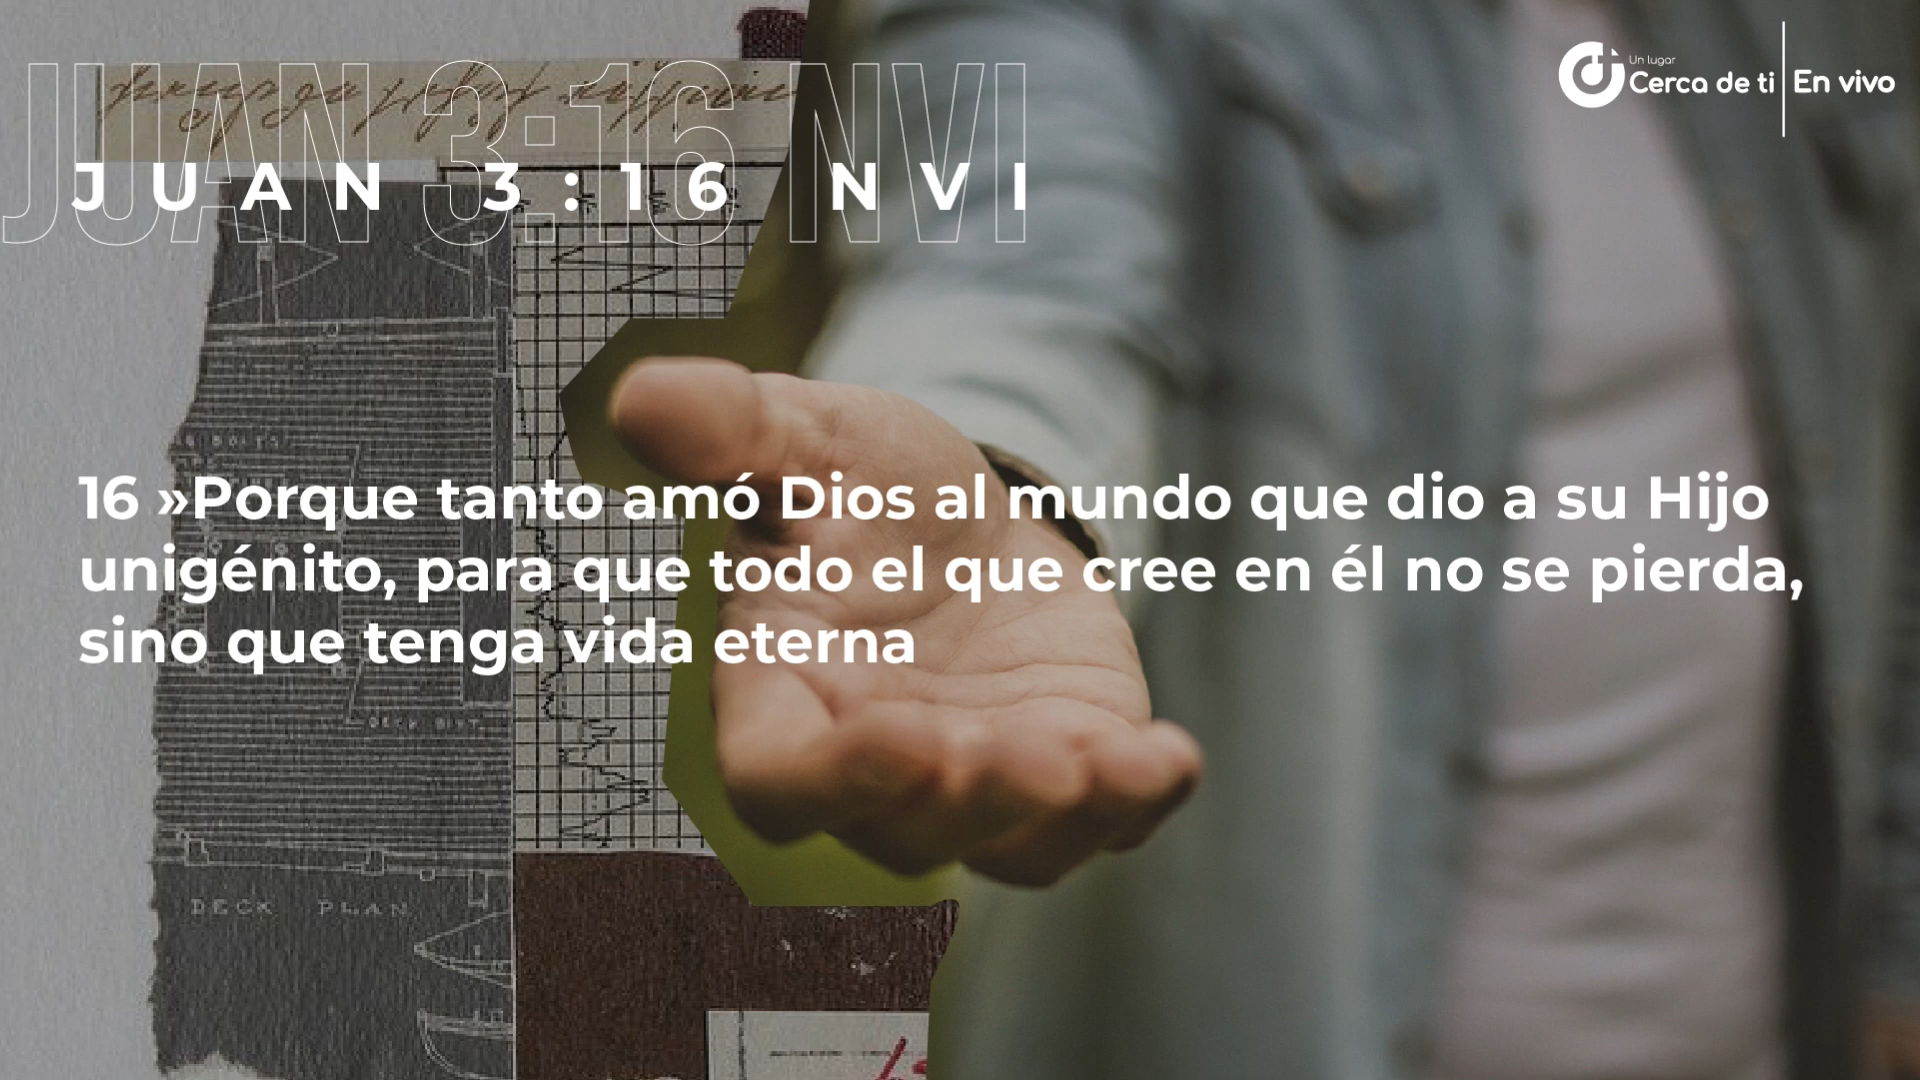 JUAN 3:16 NVI
JUAN 3:16 NVI
Un lugar
Cerca de ti
En vivo
16 »Porque tanto amó Dios al mundo que dio a su Hijo
unigénito, para que todo el que cree en él no se pierda,
sino que tenga vida eterna
DECK PLAN